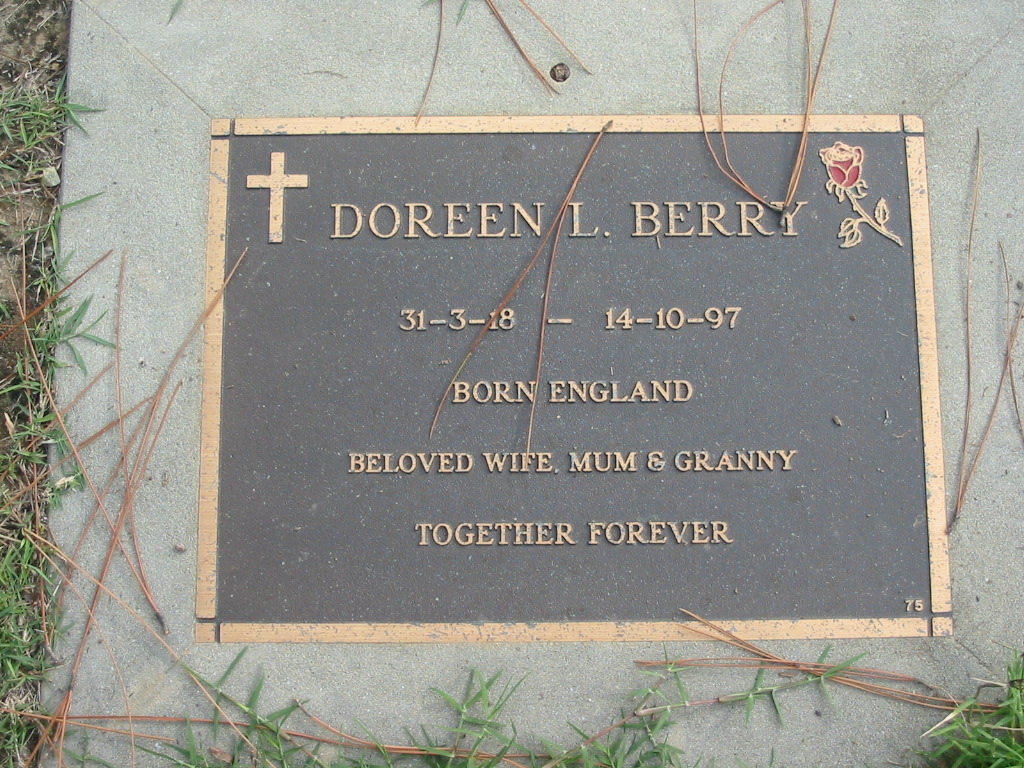 DOREEN L. BERRY
31-3-18 - 14-10-97
BORN ENGLAND
BELOVED WIFE, MUM & GRANNY
TOGETHER FOREVER
75